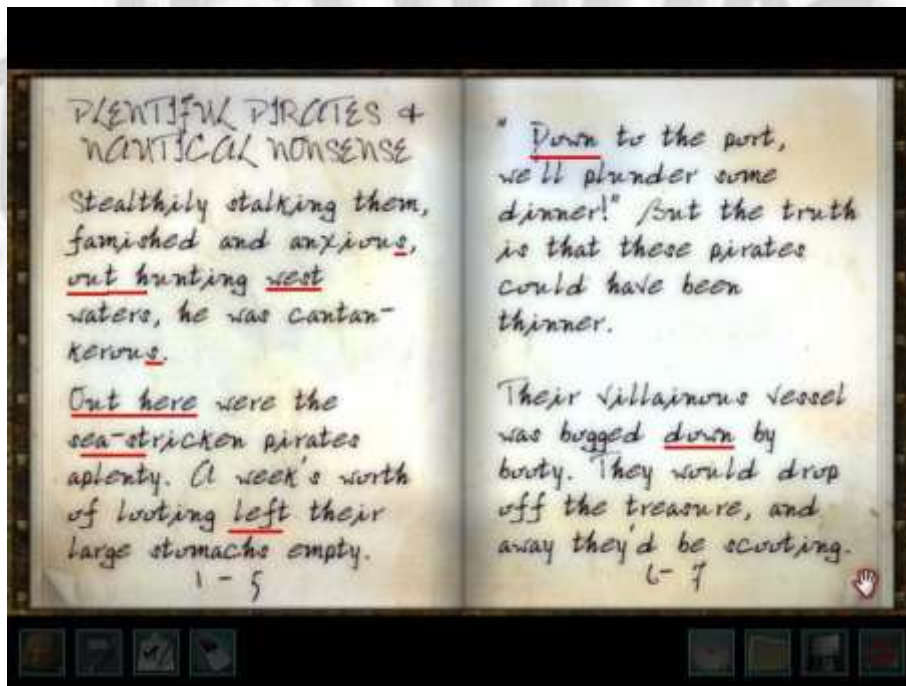 PLENTIFUL PIRATES &
NAUTICAL NONSENSE
Stealthily stalking them,
famished and anxious,
out hunting west
waters, he was cantan-
kerous.
Out here were the
sea-stricken pirates
aplenty. A week's worth
of looting left their
large stomachs empty.
1 - 5
"Down to the port,
we'll plunder some
dinner!" But the truth
is that these pirates
could have been
thinner.
Their villainous vessel
was bogged down by
booty. They would drop
off the treasure, and
away they'd be scooting.
6- 7